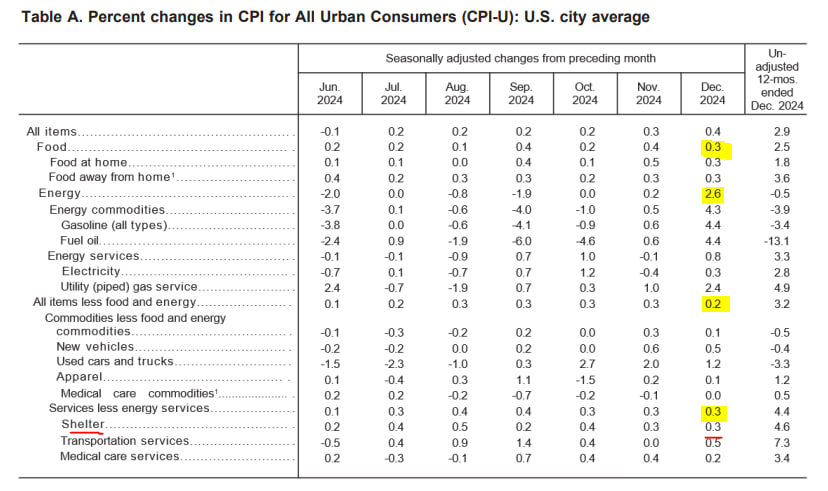 Table A. Percent changes in CPI for All Urban Consumers (CPI-U): U.S. city average
Seasonally adjusted changes from preceding month
Un-
adjusted
12-mos.
ended
Dec. 2024
Jun. 2024 Jul. 2024 Aug. 2024 Sep. 2024 Oct. 2024 Nov. 2024 Dec. 2024
All items -0.1 0.2 0.2 0.2 0.2 0.3 0.4 2.9
Food 0.2 0.2 0.1 0.4 0.2 0.4 0.3 2.5
Food at home 0.1 0.1 0.0 0.4 0.1 0.5 0.3 1.8
Food away from home¹ 0.4 0.2 0.3 0.3 0.2 0.3 0.3 3.6
Energy -2.0 0.0 -0.8 -1.9 0.0 0.2 2.6 -0.5
Energy commodities -3.7 0.1 -0.6 -4.0 -1.0 0.5 4.3 -3.9
Gasoline (all types) -3.8 0.0 -0.6 -4.1 -0.9 0.6 4.4 -3.4
Fuel oil -2.4 0.9 -1.9 -6.0 -4.6 0.6 4.4 -13.1
Energy services -0.1 -0.1 -0.9 0.7 1.0 -0.1 0.8 3.3
Electricity -0.7 0.1 -0.7 0.7 1.2 -0.4 0.3 2.8
Utility (piped) gas service 2.4 -0.7 -1.9 0.7 0.3 1.0 2.4 4.9
All items less food and energy 0.1 0.2 0.3 0.3 0.3 0.3 0.2 3.2
Commodities less food and energy
commodities -0.1 -0.3 -0.2 0.2 0.0 0.3 0.1 -0.5
New vehicles -0.2 -0.2 0.0 0.2 0.0 0.6 0.5 -0.4
Used cars and trucks -1.5 -2.3 -1.0 0.3 2.7 2.0 1.2 -3.3
Apparel 0.1 -0.4 0.3 1.1 -1.5 0.2 0.1 1.2
Medical care commodities¹ 0.2 0.2 -0.2 -0.7 -0.2 -0.1 0.0 0.5
Services less energy services 0.1 0.3 0.4 0.4 0.3 0.3 0.3 4.4
Shelter 0.2 0.4 0.5 0.2 0.4 0.3 0.3 4.6
Transportation services -0.5 0.4 0.9 1.4 0.4 0.0 0.5 7.3
Medical care services 0.2 -0.3 -0.1 0.7 0.4 0.4 0.2 3.4